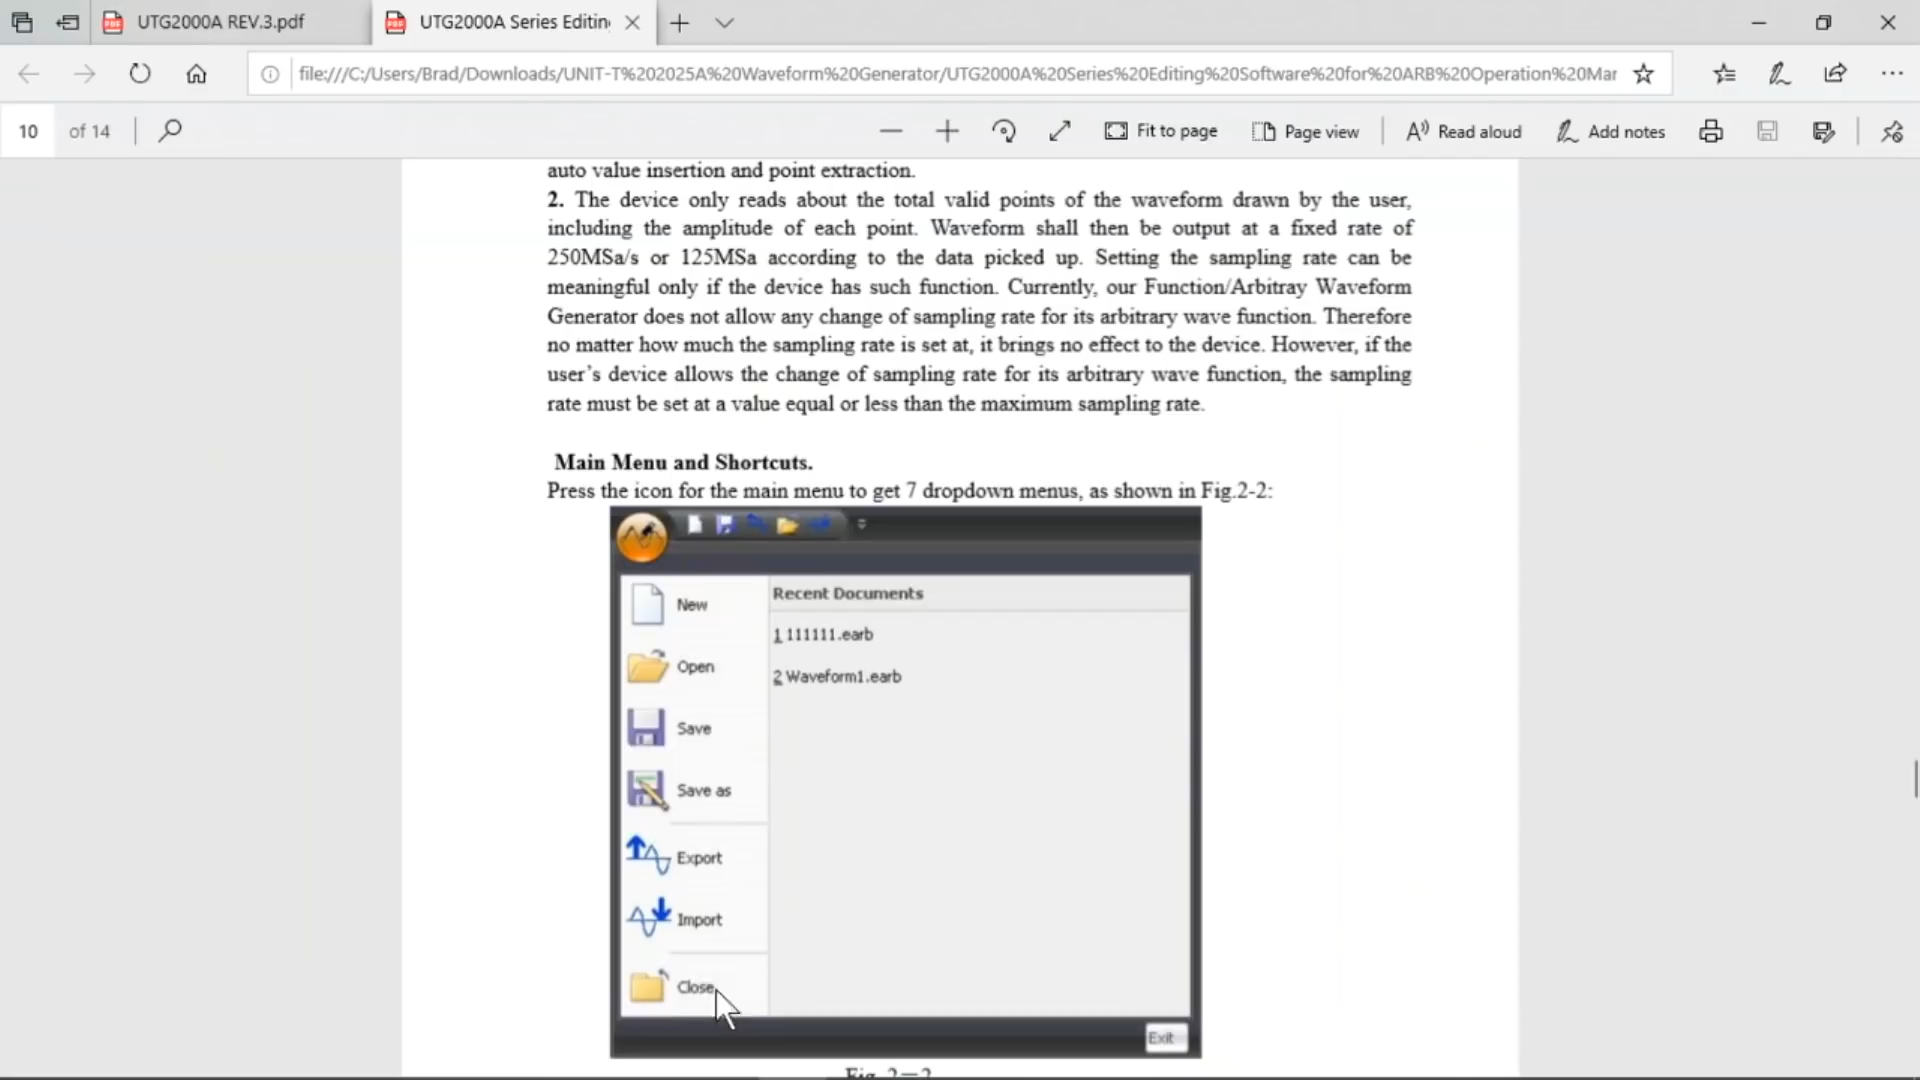 UTG2000A REV.3.pdf
UTG2000A Series Editin
file:///C:/Users/Brad/Downloads/UNIT-T%202025A%20Waveform%20Generator/UTG2000A%20Series%20Editing%20Software%20for%20ARB%20Operation%20Mar
10 of 14
Fit to page
Page view
Read aloud
Add notes
auto value insertion and point extraction.
2. The device only reads about the total valid points of the waveform drawn by the user,
including the amplitude of each point. Waveform shall then be output at a fixed rate of
250MSa/s or 125MSa according to the data picked up. Setting the sampling rate can be
meaningful only if the device has such function. Currently, our Function/Arbitray Waveform
Generator does not allow any change of sampling rate for its arbitrary wave function. Therefore
no matter how much the sampling rate is set at, it brings no effect to the device. However, if the
user's device allows the change of sampling rate for its arbitrary wave function, the sampling
rate must be set at a value equal or less than the maximum sampling rate.
Main Menu and Shortcuts.
Press the icon for the main menu to get 7 dropdown menus, as shown in Fig.2-2:
New
Open
Save
Save as
Export
Import
Close
Recent Documents
1 111111.earb
2 Waveform1.earb
Exit
Fig. 2-2